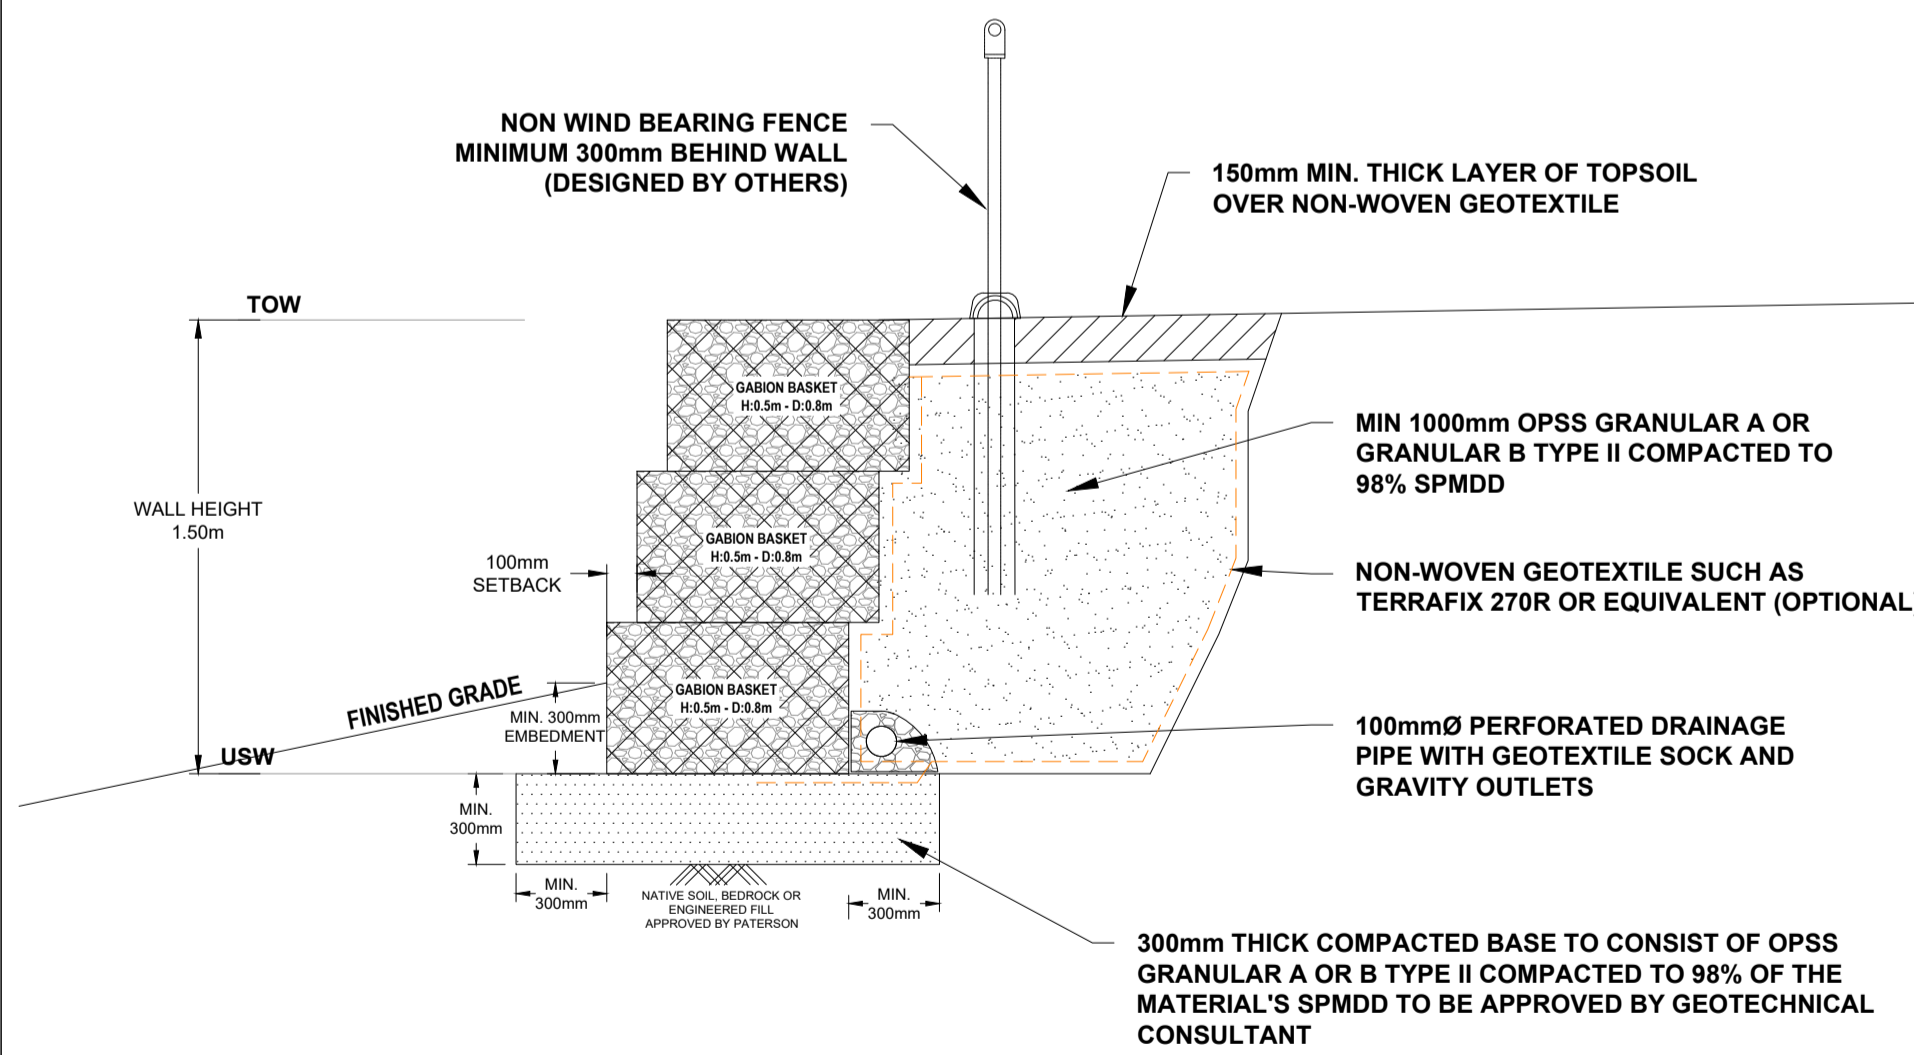 NON WIND BEARING FENCE
MINIMUM 300mm BEHIND WALL
(DESIGNED BY OTHERS)
150mm MIN. THICK LAYER OF TOPSOIL
OVER NON-WOVEN GEOTEXTILE
TOW
GABION BASKET
H:0.5m - D:0.8m
MIN 1000mm OPSS GRANULAR A OR
GRANULAR B TYPE II COMPACTED TO
98% SPMDD
WALL HEIGHT
1.50m
GABION BASKET
H:0.5m - D:0.8m
100mm
SETBACK
NON-WOVEN GEOTEXTILE SUCH AS
TERRAFIX 270R OR EQUIVALENT (OPTIONAL)
FINISHED GRADE
GABION BASKET
H:0.5m - D:0.8m
MIN. 300mm
EMBEDMENT
100mmØ PERFORATED DRAINAGE
PIPE WITH GEOTEXTILE SOCK AND
GRAVITY OUTLETS
USW
MIN.
300mm
MIN.
300mm
NATIVE SOIL, BEDROCK OR
ENGINEERED FILL
APPROVED BY PATERSON
MIN.
300mm
300mm THICK COMPACTED BASE TO CONSIST OF OPSS
GRANULAR A OR B TYPE II COMPACTED TO 98% OF THE
MATERIAL'S SPMDD TO BE APPROVED BY GEOTECHNICAL
CONSULTANT